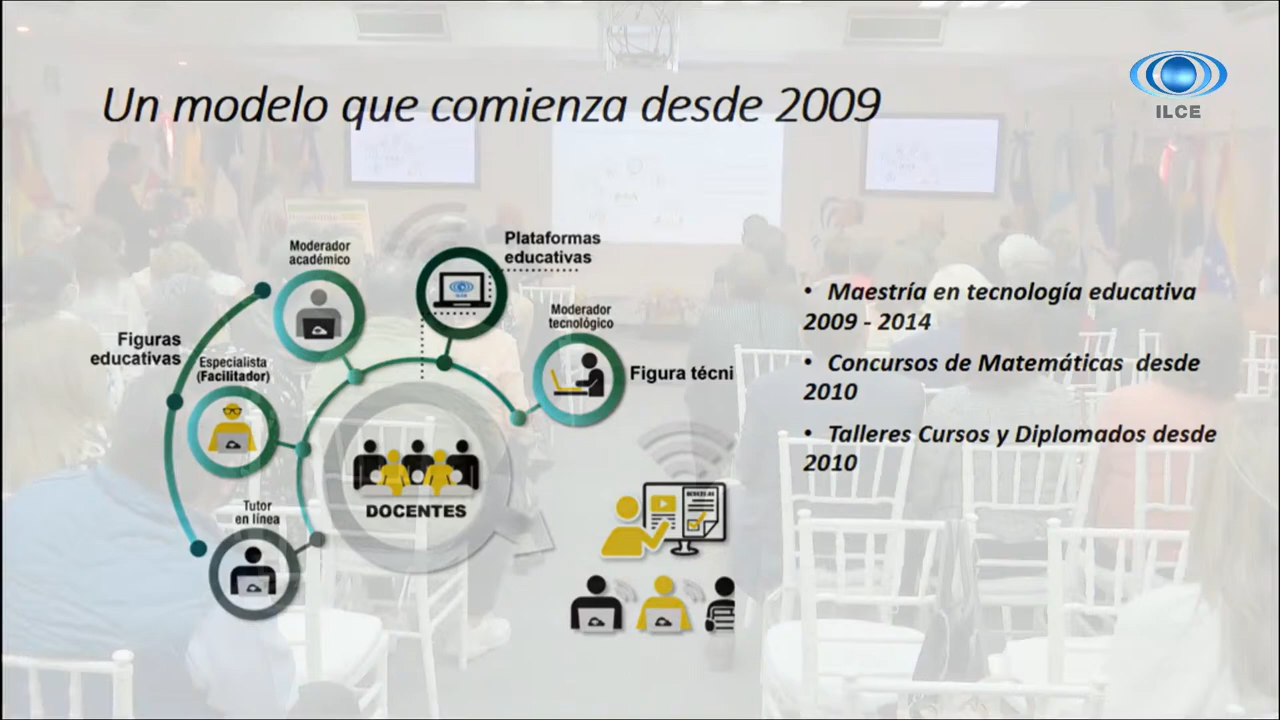 Un modelo que comienza desde 2009
ILCE
Moderador
académico
Plataformas
educativas
ILCE
Moderador
tecnológico
Figuras
educativas
Especialista
(Facilitador)
Figura técni
Tutor
en línea
DOCENTES
• Maestría en tecnología educativa
2009 - 2014
• Concursos de Matemáticas desde
2010
• Talleres Cursos y Diplomados desde
2010